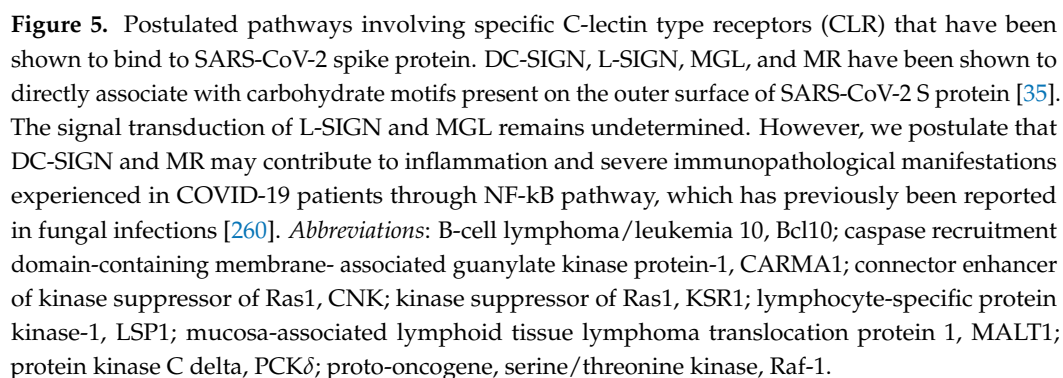 Figure 5. Postulated pathways involving specific C-lectin type receptors (CLR) that have been
shown to bind to SARS-CoV-2 spike protein. DC-SIGN, L-SIGN, MGL, and MR have been shown to
directly associate with carbohydrate motifs present on the outer surface of SARS-CoV-2 S protein [35].
The signal transduction of L-SIGN and MGL remains undetermined. However, we postulate that
DC-SIGN and MR may contribute to inflammation and severe immunopathological manifestations
experienced in COVID-19 patients through NF-kB pathway, which has previously been reported
in fungal infections [260]. Abbreviations: B-cell lymphoma/leukemia 10, Bcl10; caspase recruitment
domain-containing membrane- associated guanylate kinase protein-1, CARMA1; connector enhancer
of kinase suppressor of Ras1, CNK; kinase suppressor of Ras1, KSR1; lymphocyte-specific protein
kinase-1, LSP1; mucosa-associated lymphoid tissue lymphoma translocation protein 1, MALT1;
protein kinase C delta, PCKδ; proto-oncogene, serine/threonine kinase, Raf-1.